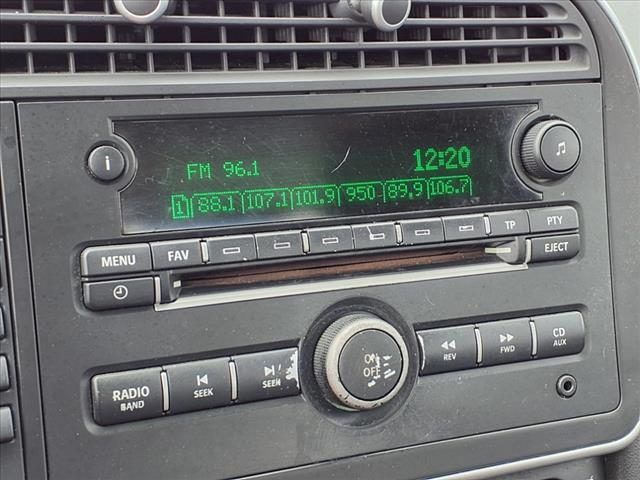 i
FM 96.1 12:20
1 88.1 107.1 101.9 950 89.9 106.7
MENU FAV TP PTY
EJECT
REV FWD CD
AUX
RADIO
BAND SEEK SEEK
ON
OFF